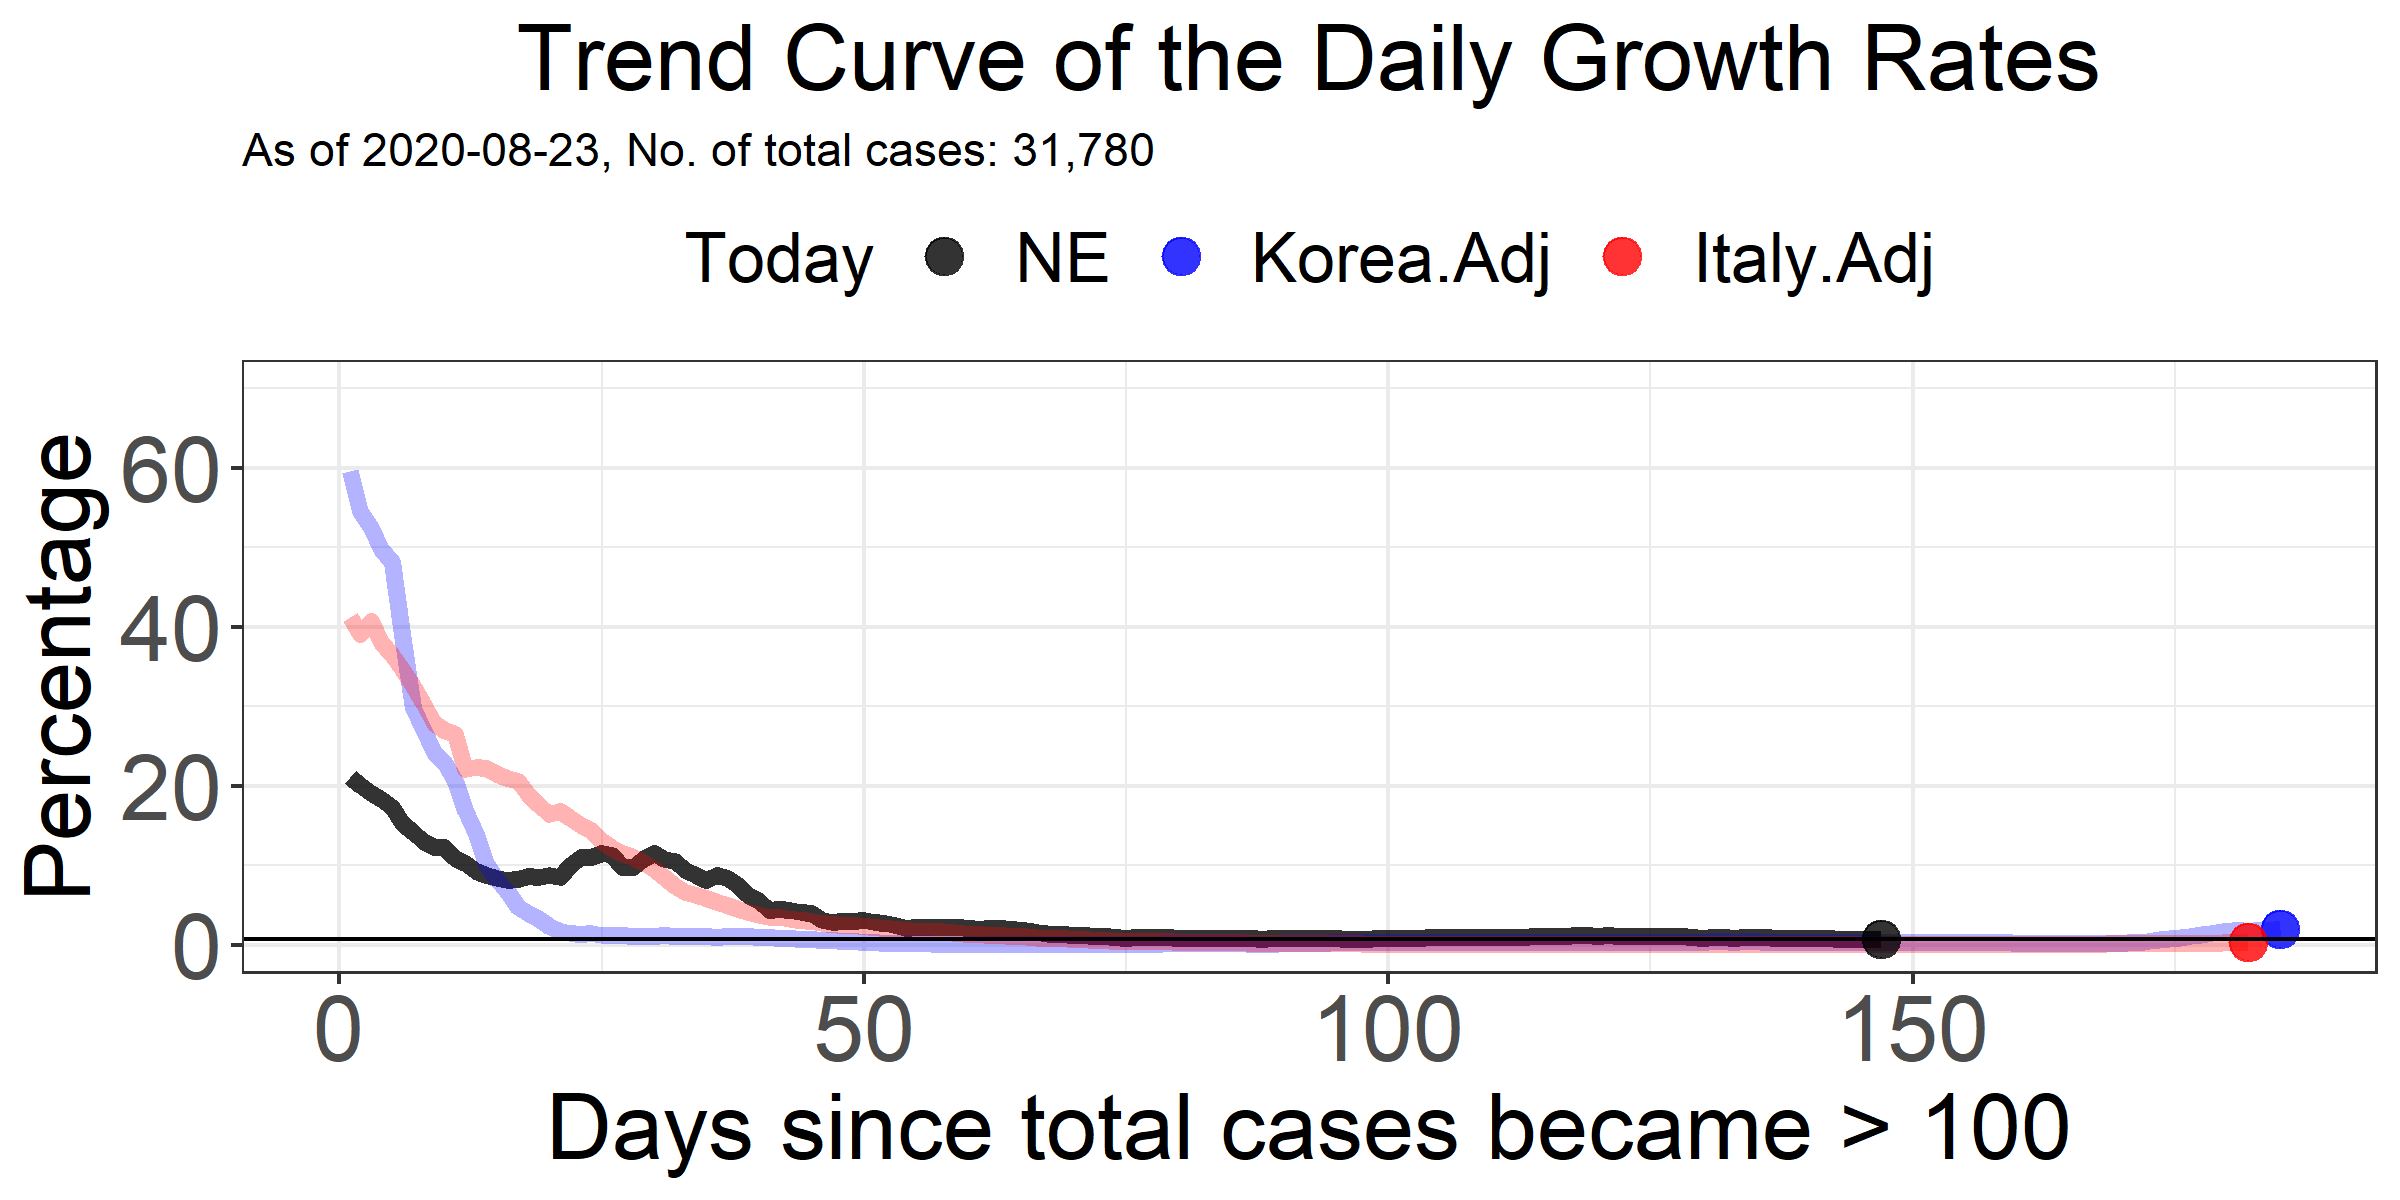 Trend Curve of the Daily Growth Rates
As of 2020-08-23, No. of total cases: 31,780
Today NE Korea.Adj Italy.Adj
Percentage
60
40
20
0
0 50 100 150
Days since total cases became > 100